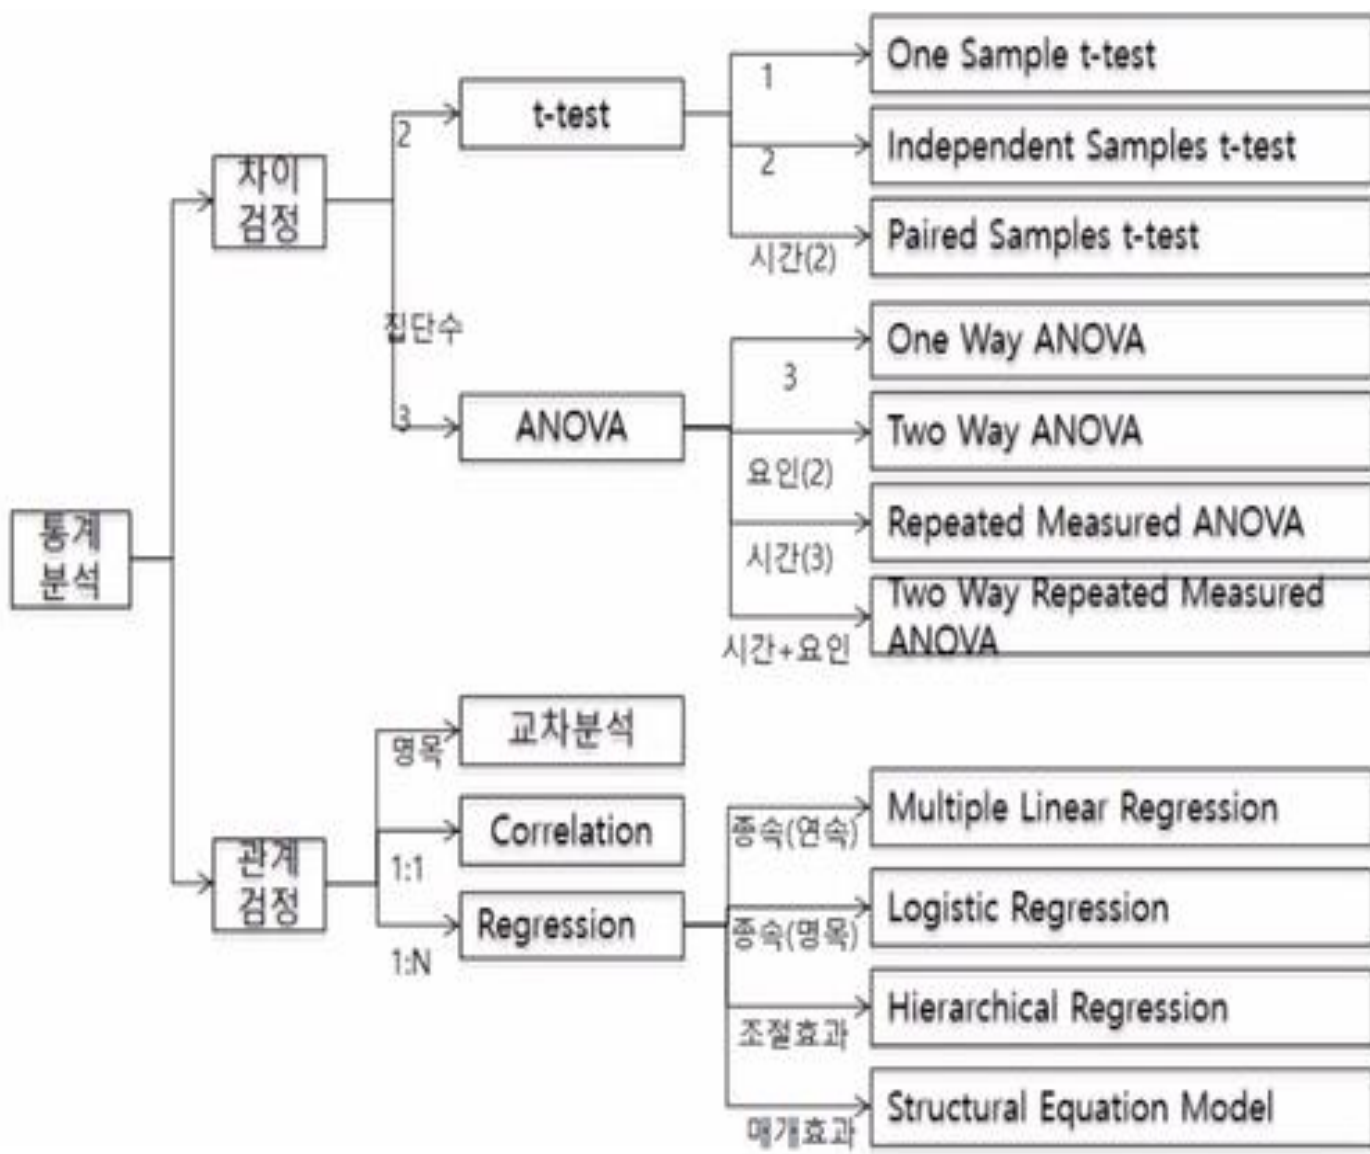 통계
분석
차이
검정
집단수
2
t-test
1
One Sample t-test
2
Independent Samples t-test
시간(2)
Paired Samples t-test
3
ANOVA
3
One Way ANOVA
요인(2)
Two Way ANOVA
시간(3)
Repeated Measured ANOVA
시간+요인
Two Way Repeated Measured
ANOVA
관계
검정
명목
교차분석
1:1
Correlation
1:N
Regression
종속(연속)
Multiple Linear Regression
종속(명목)
Logistic Regression
조절효과
Hierarchical Regression
매개효과
Structural Equation Model